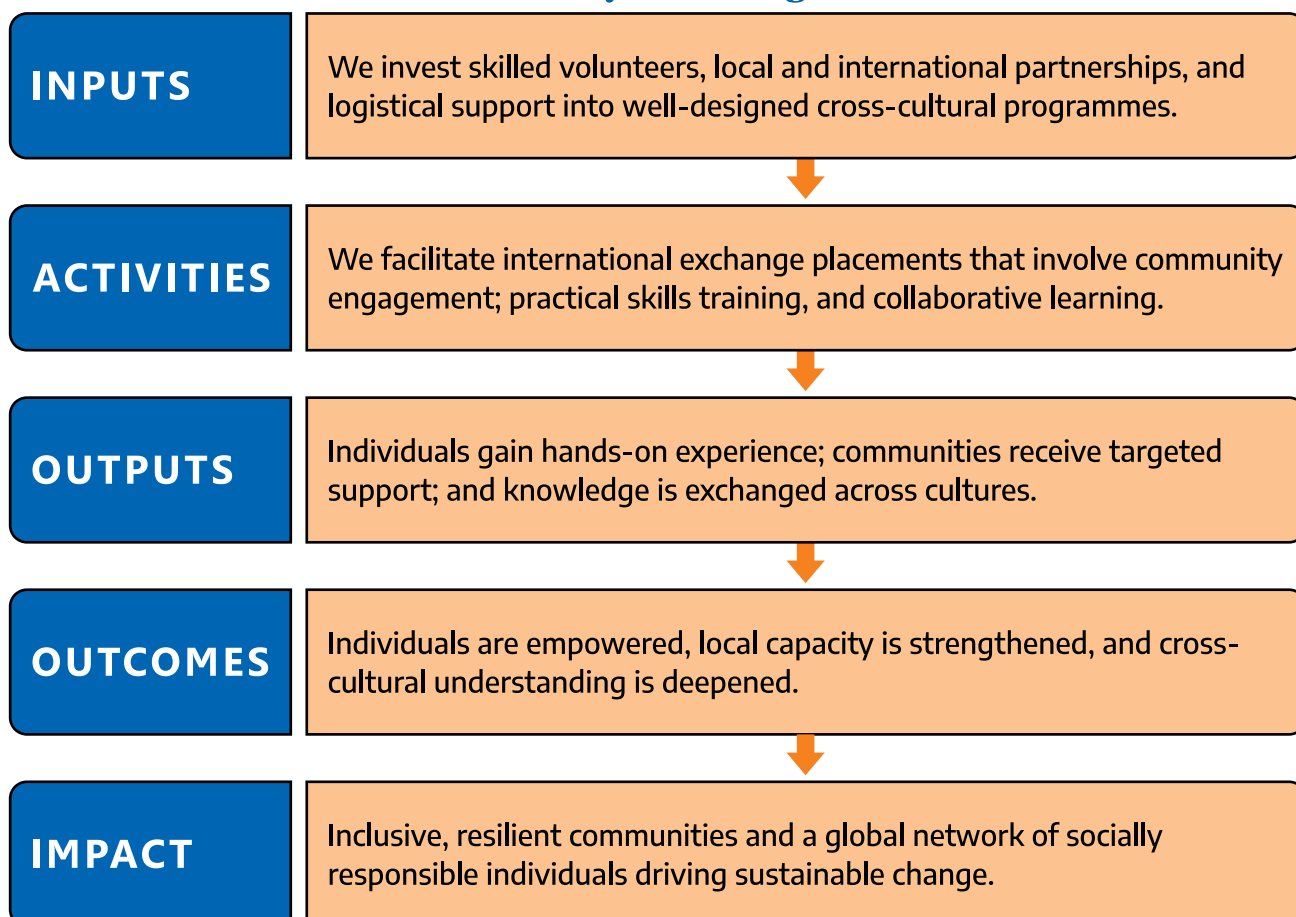 INPUTS
We invest skilled volunteers, local and international partnerships, and
logistical support into well-designed cross-cultural programmes.
ACTIVITIES
We facilitate international exchange placements that involve community
engagement; practical skills training, and collaborative learning.
OUTPUTS
Individuals gain hands-on experience; communities receive targeted
support; and knowledge is exchanged across cultures.
OUTCOMES
Individuals are empowered, local capacity is strengthened, and cross-
cultural understanding is deepened.
IMPACT
Inclusive, resilient communities and a global network of socially
responsible individuals driving sustainable change.